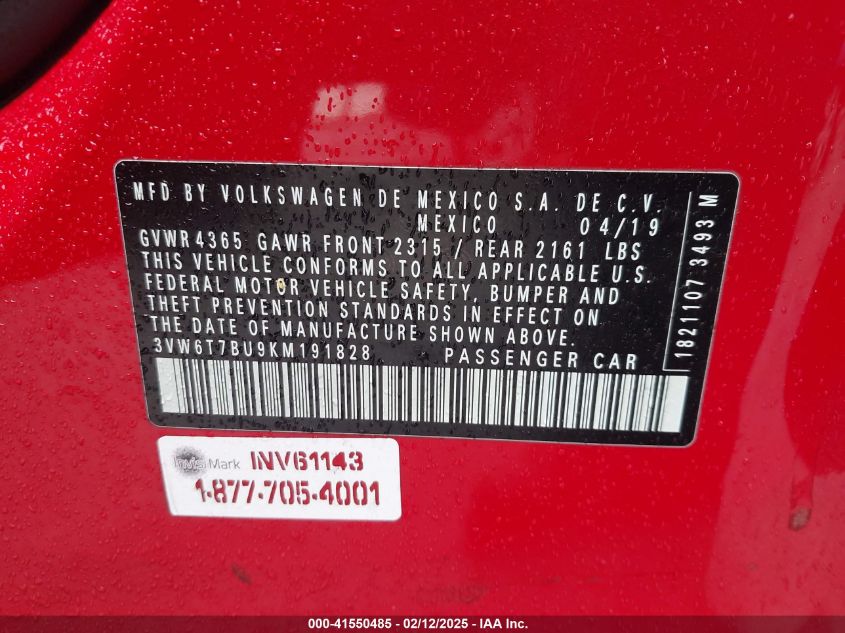 MFD BY VOLKSWAGEN DE MEXICO S.A. DE C.V.
MEXICO 04/19
GVWR 4365 GAWR FRONT 2315 / REAR 2161 LBS
THIS VEHICLE CONFORMS TO ALL APPLICABLE U.S.
FEDERAL MOTOR VEHICLE SAFETY, BUMPER AND
THEFT PREVENTION STANDARDS IN EFFECT ON
THE DATE OF MANUFACTURE SHOWN ABOVE.
3VW6T7BU9KM191828 PASSENGER CAR
1821107 3493 M
InvisiMark INV61143
1-877-705-4001
000-41550485 - 02/12/2025 - IAA Inc.